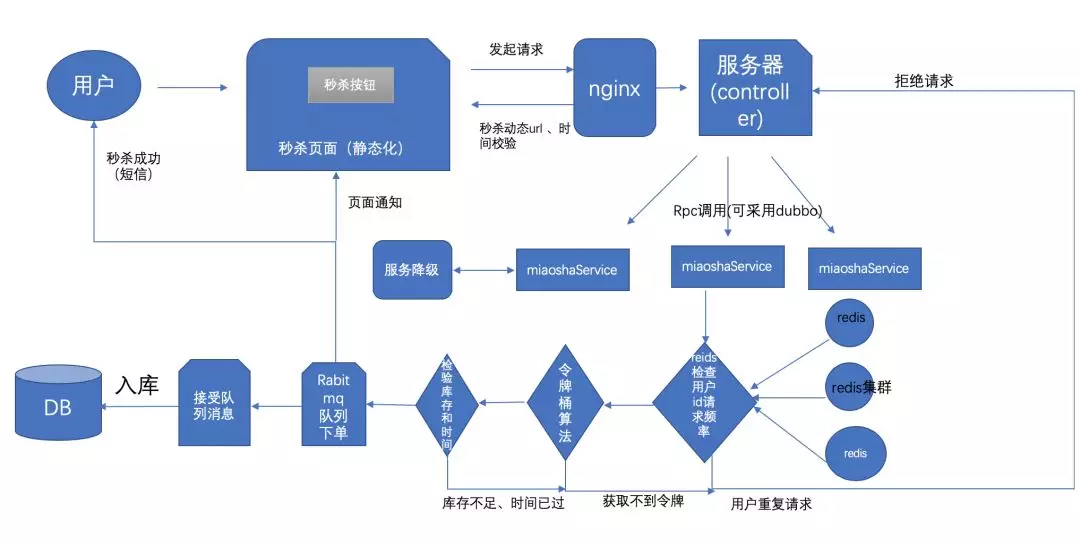 用户
秒杀按钮
秒杀页面（静态化）
发起请求
秒杀动态url 、时
间校验
nginx
服务器
(controll
er)
拒绝请求
秒杀成功
（短信）
页面通知
Rpc调用(可采用dubbo)
服务降级
miaoshaService
miaoshaService
miaoshaService
redis
redis集群
redis
reids
检查
用户
id请
求频
率
令
牌
桶
算
法
检
验
库
存
和
时
间
Rabit
mq
队列
下单
接受队
列消息
入库
DB
库存不足、时间已过
获取不到令牌
用户重复请求